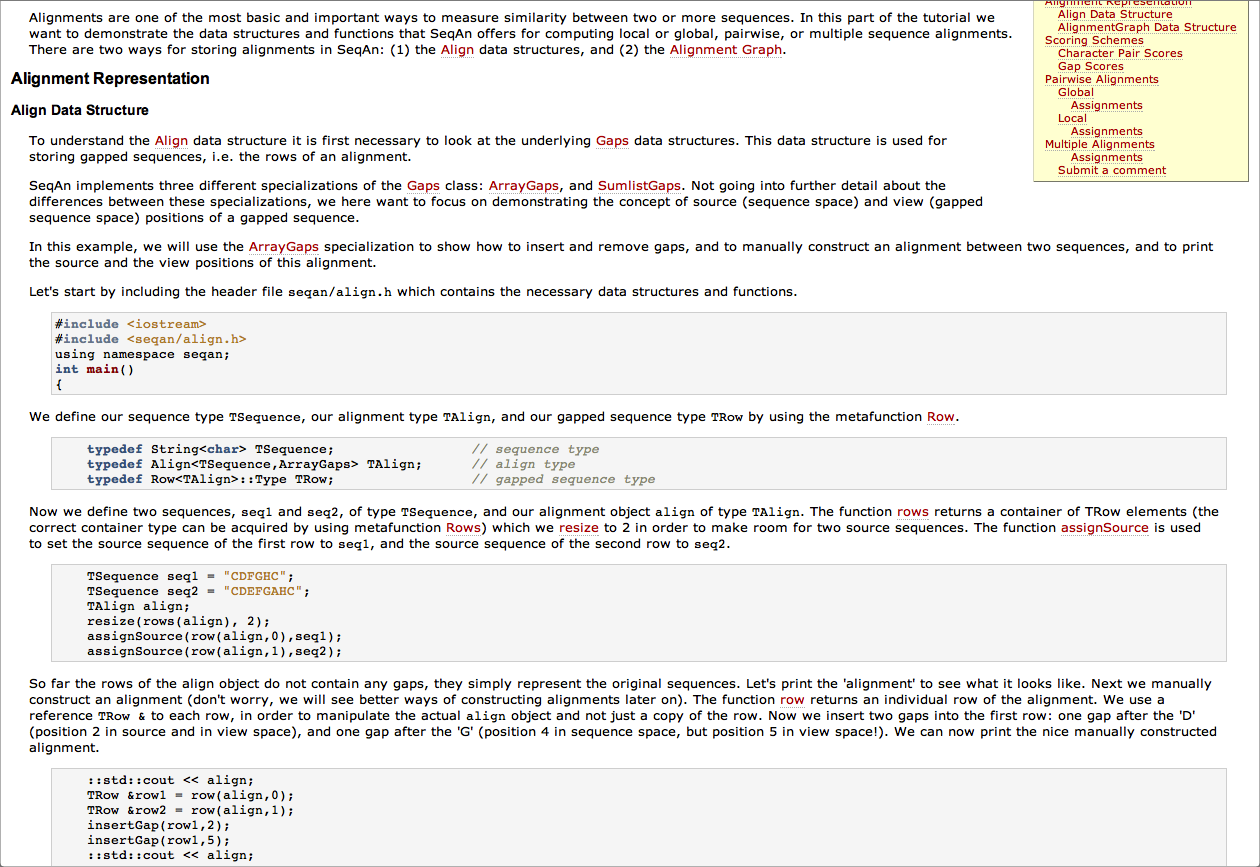 Alignments are one of the most basic and important ways to measure similarity between two or more sequences. In this part of the tutorial we
want to demonstrate the data structures and functions that SeqAn offers for computing local or global, pairwise, or multiple sequence alignments.
There are two ways for storing alignments in SeqAn: (1) the Align data structures, and (2) the Alignment Graph.
Alignment Representation
Align Data Structure
AlignmentGraph Data Structure
Scoring Schemes
Character Pair Scores
Gap Scores
Pairwise Alignments
Global
Assignments
Local
Assignments
Multiple Alignments
Assignments
Submit a comment
Alignment Representation
Align Data Structure
To understand the Align data structure it is first necessary to look at the underlying Gaps data structures. This data structure is used for
storing gapped sequences, i.e. the rows of an alignment.
SeqAn implements three different specializations of the Gaps class: ArrayGaps, and SumlistGaps. Not going into further detail about the
differences between these specializations, we here want to focus on demonstrating the concept of source (sequence space) and view (gapped
sequence space) positions of a gapped sequence.
In this example, we will use the ArrayGaps specialization to show how to insert and remove gaps, and to manually construct an alignment between two sequences, and to print
the source and the view positions of this alignment.
Let's start by including the header file seqan/align.h which contains the necessary data structures and functions.
#include <iostream>
#include <seqan/align.h>
using namespace seqan;
int main()
{
We define our sequence type TSequence, our alignment type TAlign, and our gapped sequence type TRow by using the metafunction Row.
typedef String<char> TSequence; // sequence type
typedef Align<TSequence,ArrayGaps> TAlign; // align type
typedef Row<TAlign>::Type TRow; // gapped sequence type
Now we define two sequences, seq1 and seq2, of type TSequence, and our alignment object align of type TAlign. The function rows returns a container of TRow elements (the
correct container type can be acquired by using metafunction Rows) which we resize to 2 in order to make room for two source sequences. The function assignSource is used
to set the source sequence of the first row to seq1, and the source sequence of the second row to seq2.
TSequence seq1 = "CDFGHC";
TSequence seq2 = "CDEFGAHC";
TAlign align;
resize(rows(align), 2);
assignSource(row(align,0),seq1);
assignSource(row(align,1),seq2);
So far the rows of the align object do not contain any gaps, they simply represent the original sequences. Let's print the 'alignment' to see what it looks like. Next we manually
construct an alignment (don't worry, we will see better ways of constructing alignments later on). The function row returns an individual row of the alignment. We use a
reference TRow & to each row, in order to manipulate the actual align object and not just a copy of the row. Now we insert two gaps into the first row: one gap after the 'D'
(position 2 in source and in view space), and one gap after the 'G' (position 4 in sequence space, but position 5 in view space!). We can now print the nice manually constructed
alignment.
::std::cout << align;
TRow &row1 = row(align,0);
TRow &row2 = row(align,1);
insertGap(row1,2);
insertGap(row1,5);
::std::cout << align;